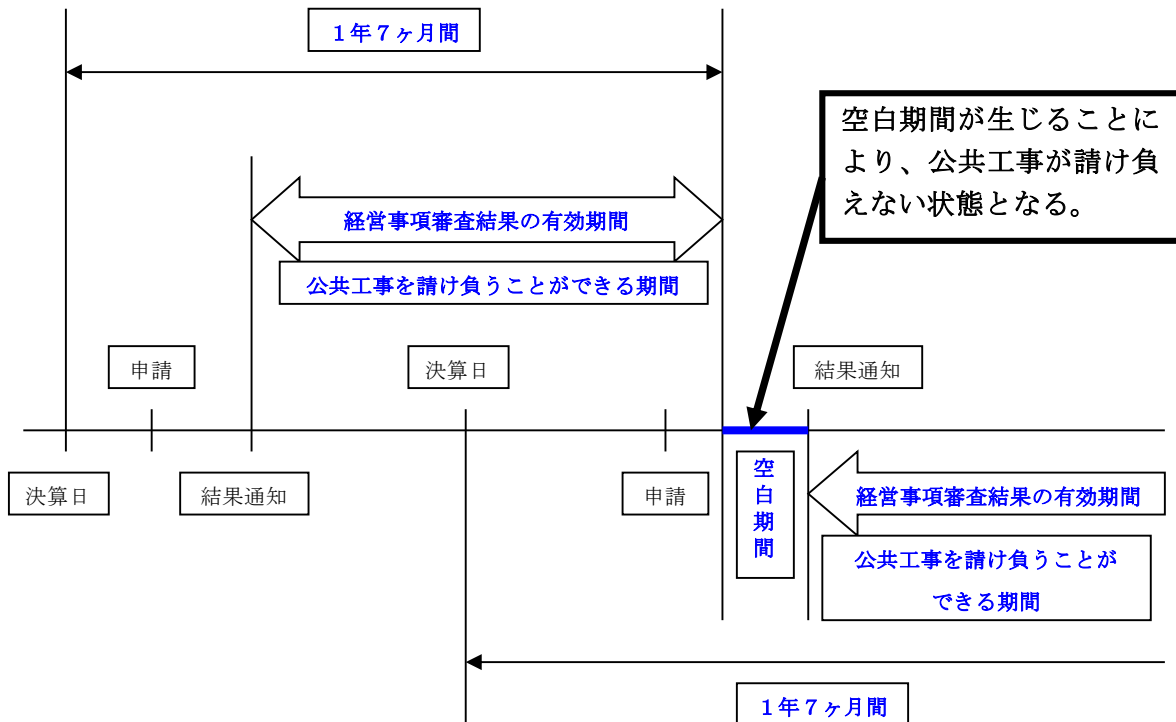 1年7ヶ月間
空白期間が生じることに
より、公共工事が請け負
えない状態となる。
経営事項審査結果の有効期間
公共工事を請け負うことができる期間
申請
決算日
結果通知
決算日
結果通知
申請
空白期間
経営事項審査結果の有効期間
公共工事を請け負うことが
できる期間
1年7ヶ月間